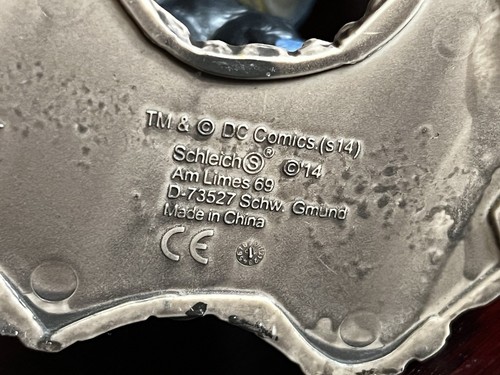 TM & © DC Comics (s14)
Schleich Ⓢ® ©'14
Am Limes 69
D-73527 Schw. Gmünd
Made in China
CE